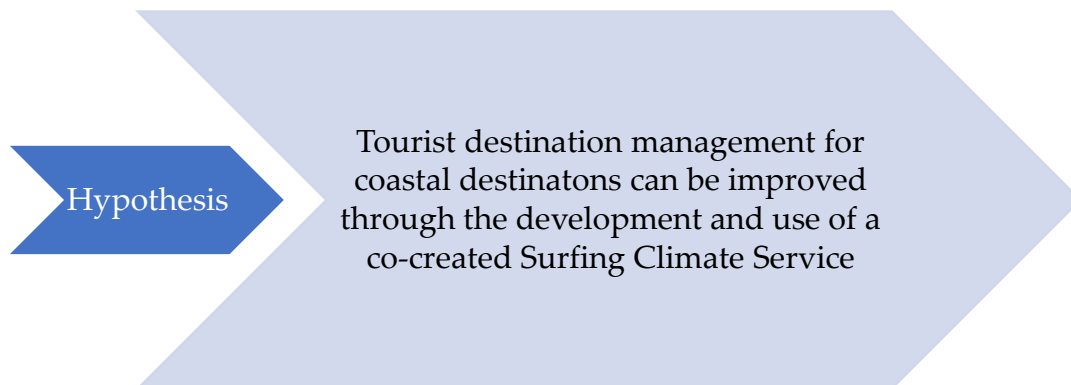 Hypothesis
Tourist destination management for
coastal destinatons can be improved
through the development and use of a
co-created Surfing Climate Service